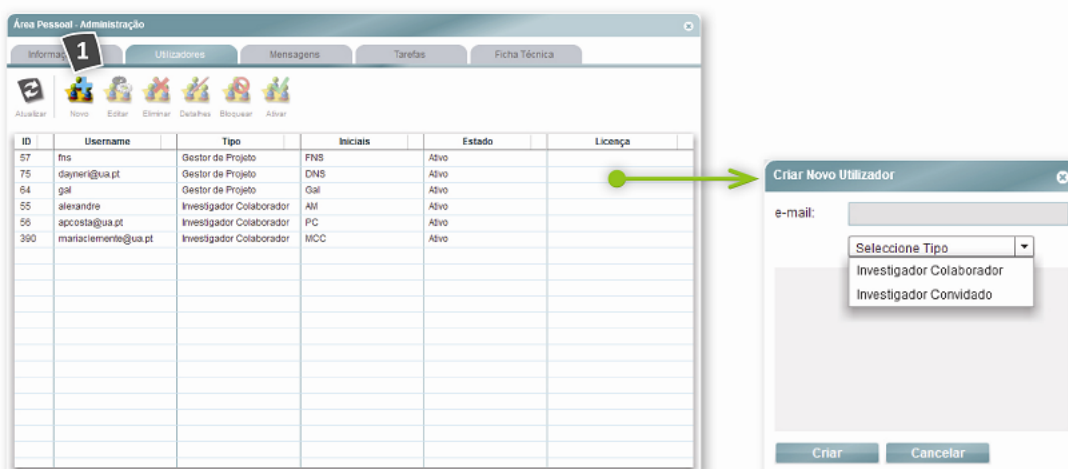 Área Pessoal - Administração
1
Utilizadores
Mensagens
Tarefas
Ficha Técnica
Atualizar
Novo
Editar
Eliminar
Detalhes
Bloquear
Ativar
ID Username Tipo Iniciais Estado Licença
57 fns Gestor de Projeto FNS Ativo
75 dayneri@ua.pt Gestor de Projeto DNS Ativo
64 gal Gestor de Projeto Gal Ativo
55 alexandre Investigador Colaborador AM Ativo
56 apcosta@ua.pt Investigador Colaborador PC Ativo
390 mariaclemente@ua.pt Investigador Colaborador MCC Ativo
Criar Novo Utilizador
e-mail:
Seleccione Tipo
Investigador Colaborador
Investigador Convidado
Criar
Cancelar